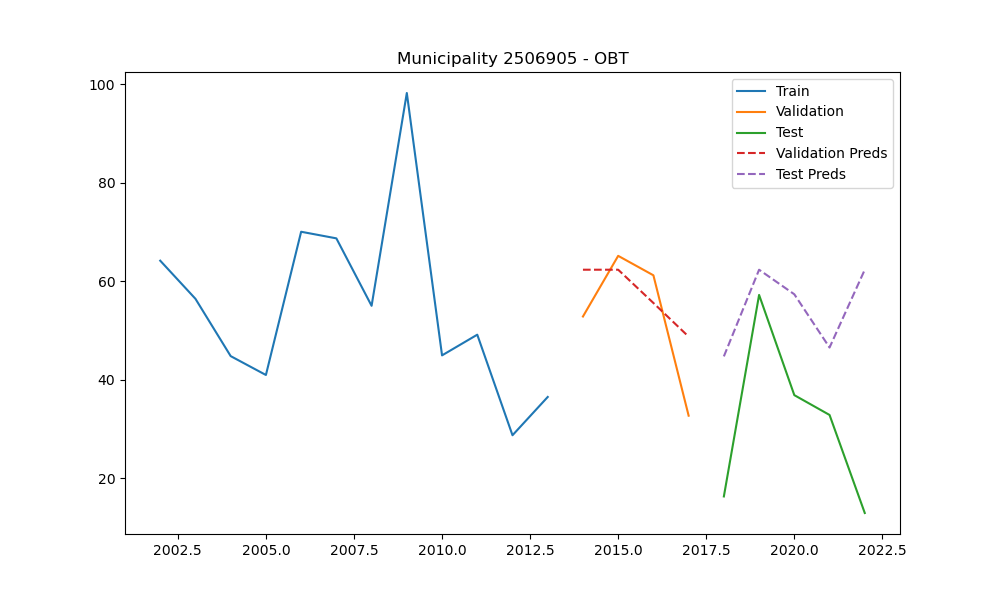 Municipality 2506905 - OBT
100
80
60
40
20
Train
Validation
Test
Validation Preds
Test Preds
2002.5 2005.0 2007.5 2010.0 2012.5 2015.0 2017.5 2020.0 2022.5